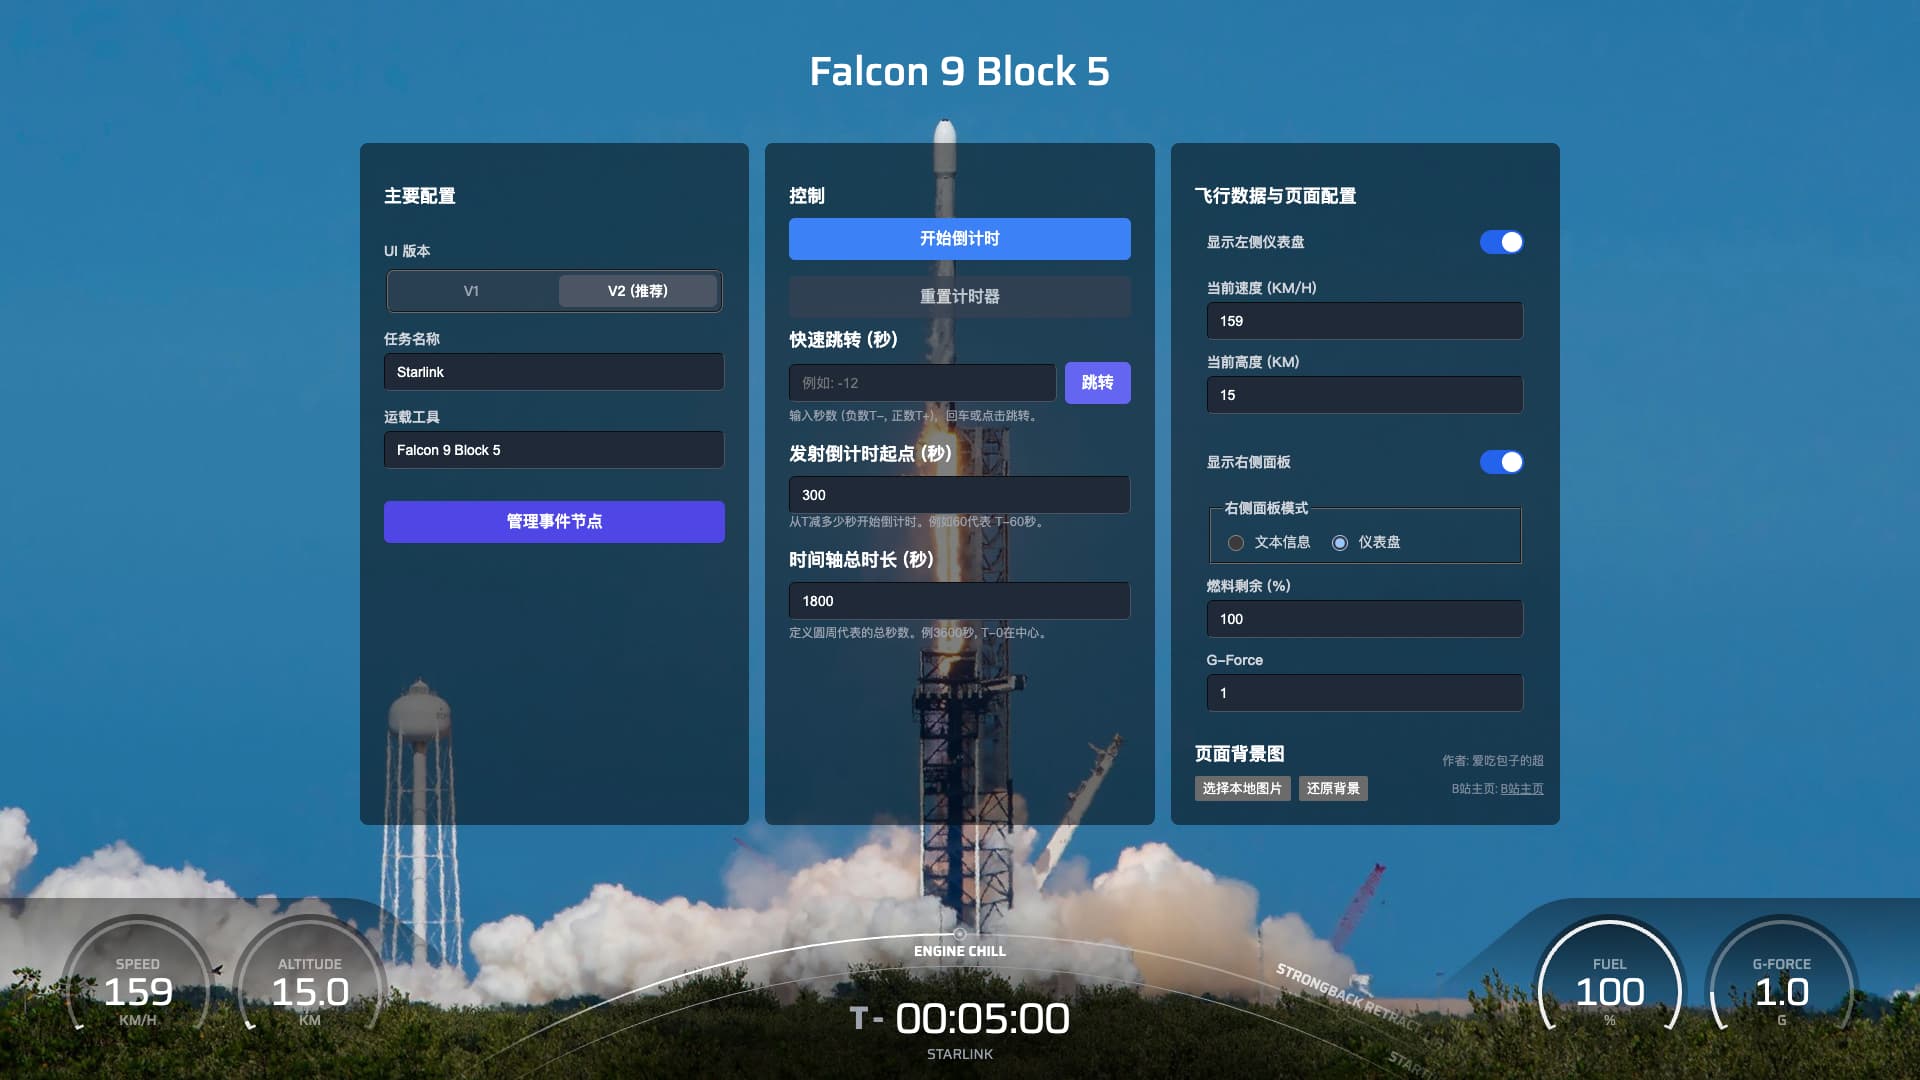 Falcon 9 Block 5
主要配置
UI 版本
V1
V2 (推荐)
任务名称
Starlink
运载工具
Falcon 9 Block 5
管理事件节点
控制
开始倒计时
重置计时器
快速跳转 (秒)
例如: -12
跳转
输入秒数 (负数T-, 正数T+)，回车或点击跳转。
发射倒计时起点 (秒)
300
从T减多少秒开始倒计时。例如60代表 T-60秒。
时间轴总时长 (秒)
1800
定义圆周代表的总秒数。例3600秒, T-0在中心。
飞行数据与页面配置
显示左侧仪表盘
当前速度 (KM/H)
159
当前高度 (KM)
15
显示右侧面板
右侧面板模式
文本信息
仪表盘
燃料剩余 (%)
100
G-Force
1
页面背景图
选择本地图片
还原背景
作者: 爱吃包子的超
B站主页: B站主页
SPEED
159
KM/H
ALTITUDE
15.0
KM
ENGINE CHILL
STRONGBACK RETRACT
T- 00:05:00
STARLINK
FUEL
100
%
G-FORCE
1.0
G